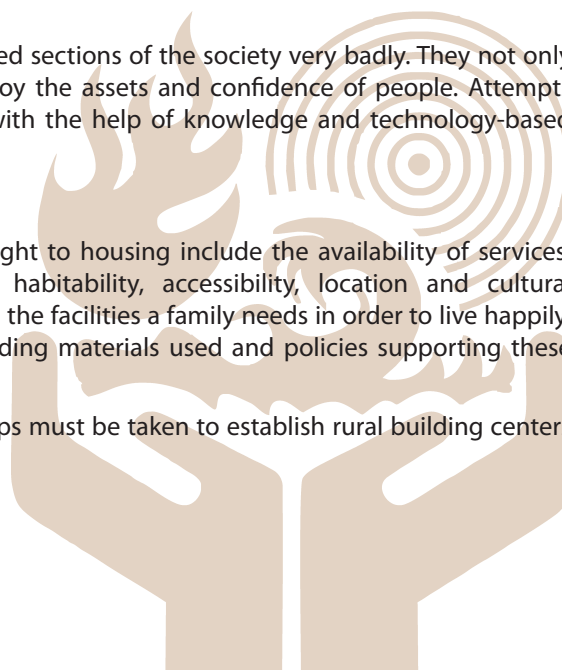 ed sections of the society very badly. They not only
oy the assets and confidence of people. Attempt
with the help of knowledge and technology-based
ght to housing include the availability of services
habitability, accessibility, location and cultura
the facilities a family needs in order to live happily
ding materials used and policies supporting these
ps must be taken to establish rural building center